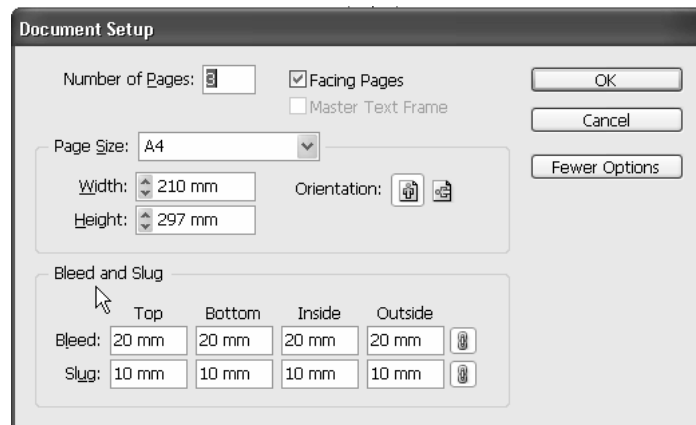 Document Setup
Number of Pages: 3
Facing Pages
Master Text Frame
OK
Cancel
Fewer Options
Page Size: A4
Width: 210 mm
Orientation:
Height: 297 mm
Bleed and Slug
Top Bottom Inside Outside
Bleed: 20 mm 20 mm 20 mm 20 mm
Slug: 10 mm 10 mm 10 mm 10 mm